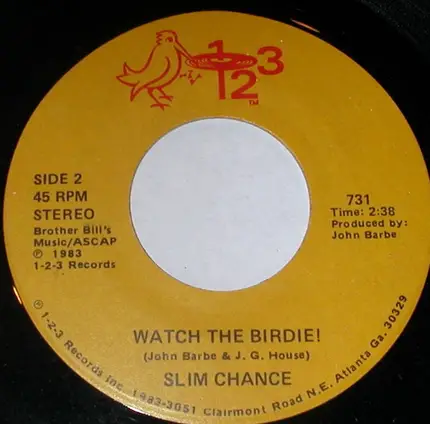 1
2 3
TM
SIDE 2
45 RPM
STEREO
Brother Bill's
Music/ASCAP
℗ 1983
1-2-3 Records
731
Time: 2:38
Produced by:
John Barbe
WATCH THE BIRDIE!
(John Barbe & J. G. House)
SLIM CHANCE
℗ 1-2-3 Records Inc. 1983-3051 Clairmont Road N.E. Atlanta Ga. 30329